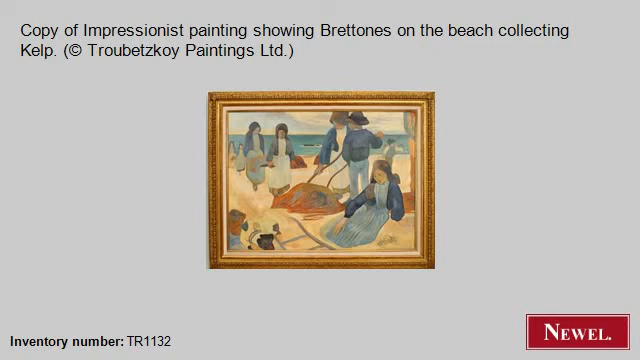 Copy of Impressionist painting showing Brettones on the beach collecting
Kelp. (© Troubetzkoy Paintings Ltd.)
Inventory number: TR1132
NEWEL.